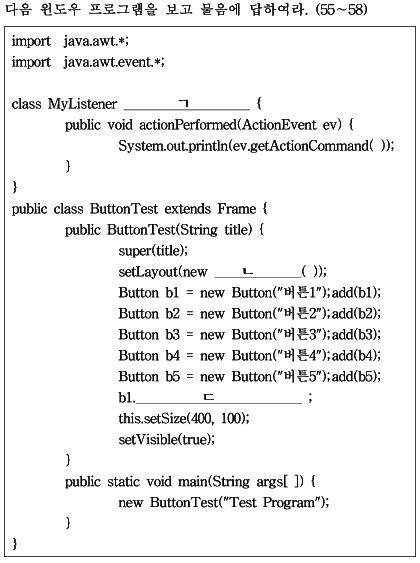 다음 윈도우 프로그램을 보고 물음에 답하여라. (55~58)
import java.awt.*;
import java.awt.event.*;
class MyListener ______ㄱ______ {
public void actionPerformed(ActionEvent ev) {
System.out.println(ev.getActionCommand( ));
}
}
public class ButtonTest extends Frame {
public ButtonTest(String title) {
super(title);
setLayout(new ___ㄴ_____( ));
Button b1 = new Button("버튼1");add(b1);
Button b2 = new Button("버튼2");add(b2);
Button b3 = new Button("버튼3");add(b3);
Button b4 = new Button("버튼4");add(b4);
Button b5 = new Button("버튼5");add(b5);
b1.________ㄷ__________ ;
this.setSize(400, 100);
setVisible(true);
}
public static void main(String args[ ]) {
new ButtonTest("Test Program");
}
}